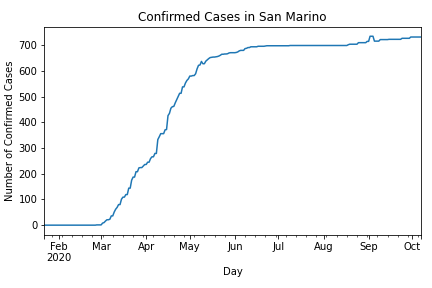 Confirmed Cases in San Marino
Number of Confirmed Cases
700
600
500
400
300
200
100
0
Feb Mar Apr May Jun Jul Aug Sep Oct
2020
Day